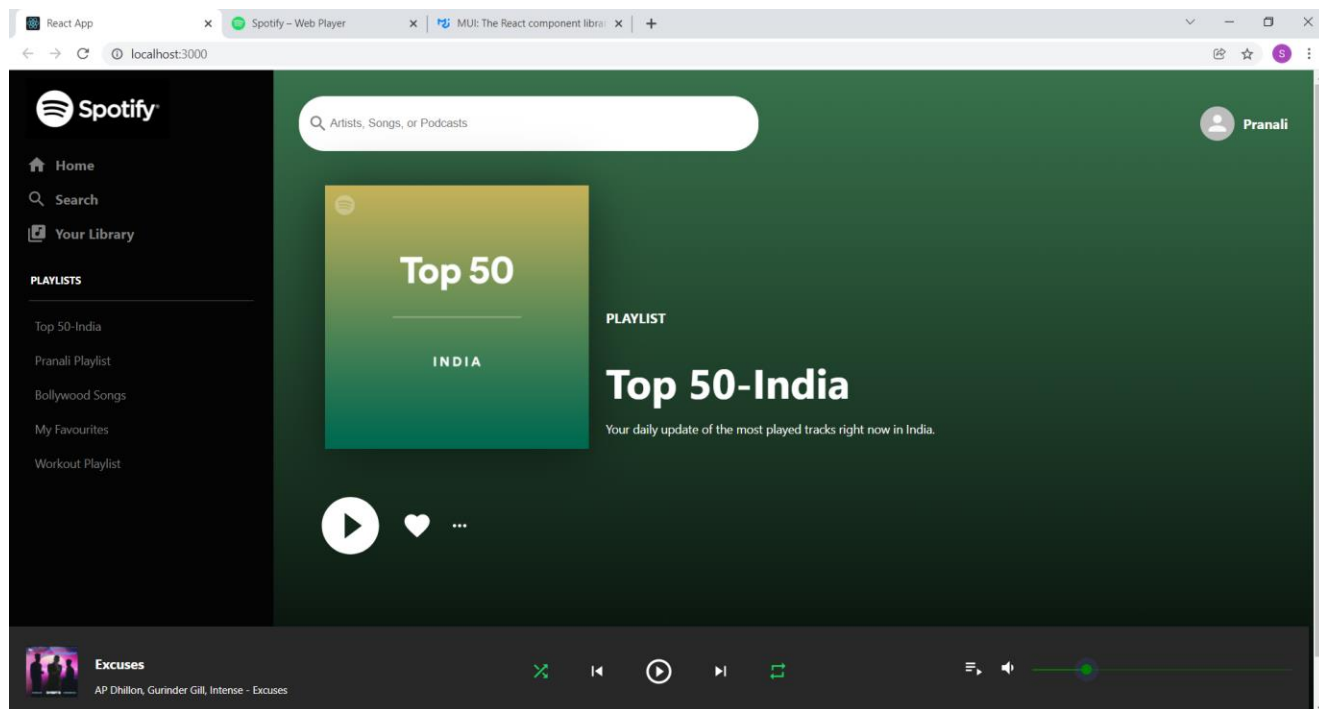 React App
Spotify – Web Player
MUI: The React component librar
localhost:3000
S
Spotify
Artists, Songs, or Podcasts
Pranali
Home
Search
Your Library
PLAYLISTS
Top 50-India
Pranali Playlist
Bollywood Songs
My Favourites
Workout Playlist
Top 50
INDIA
PLAYLIST
Top 50-India
Your daily update of the most played tracks right now in India.
Excuses
AP Dhillon, Gurinder Gill, Intense - Excuses